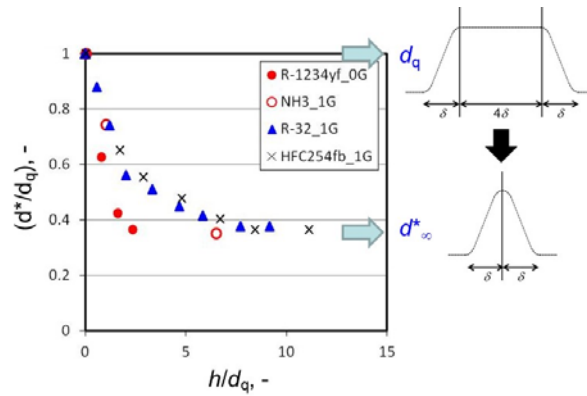 1
0.8
0.6
0.4
0.2
0
0
5
10
15
(d*/dq), -
h/dq, -
R-1234yf_0G
NH3_1G
R-32_1G
HFC254fb_1G
dq
δ
4δ
δ
d*∞
δ
δ